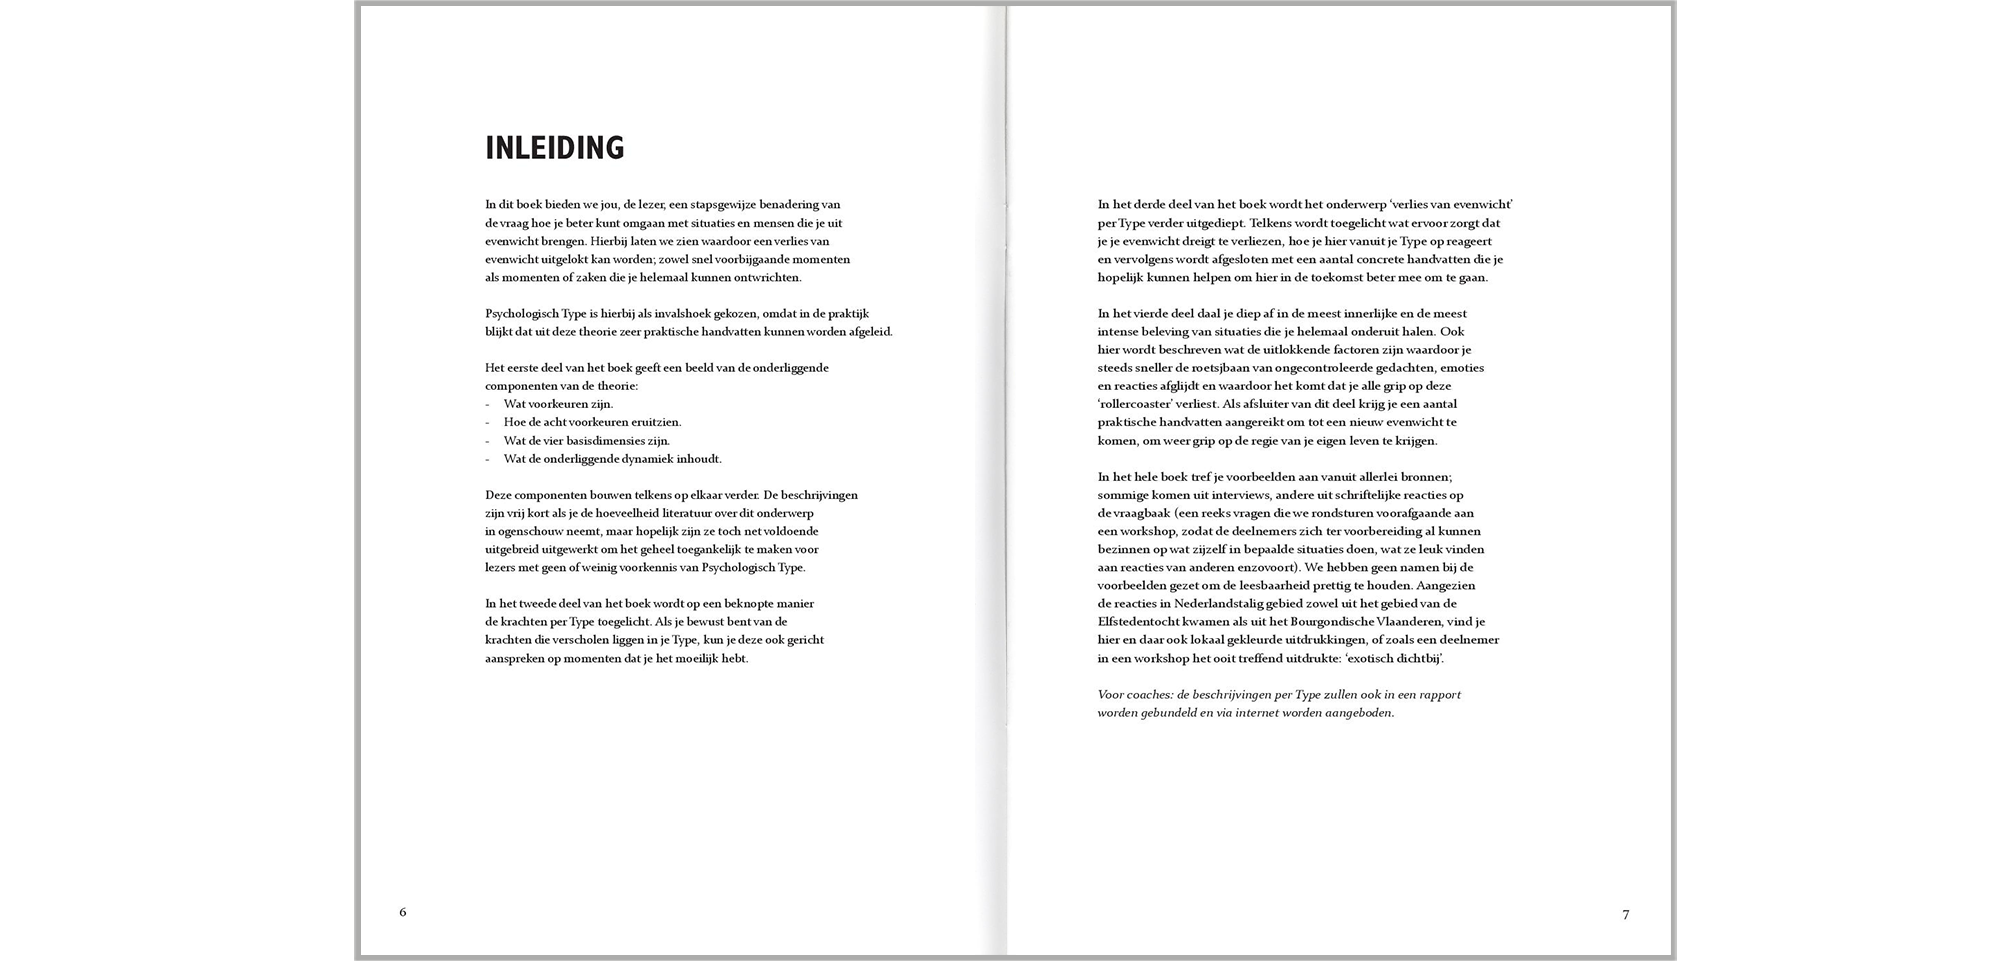 INLEIDING
In dit boek bieden we jou, de lezer, een stapsgewijze benadering van
de vraag hoe je beter kunt omgaan met situaties en mensen die je uit
evenwicht brengen. Hierbij laten we zien waardoor een verlies van
evenwicht uitgelokt kan worden; zowel snel voorbijgaande momenten
als momenten of zaken die je helemaal kunnen ontwrichten.
Psychologisch Type is hierbij als invalshoek gekozen, omdat in de praktijk
blijkt dat uit deze theorie zeer praktische handvatten kunnen worden afgeleid.
Het eerste deel van het boek geeft een beeld van de onderliggende
componenten van de theorie:
- Wat voorkeuren zijn.
- Hoe de acht voorkeuren eruitzien.
- Wat de vier basisdimensies zijn.
- Wat de onderliggende dynamiek inhoudt.
Deze componenten bouwen telkens op elkaar verder. De beschrijvingen
zijn vrij kort als je de hoeveelheid literatuur over dit onderwerp
in ogenschouw neemt, maar hopelijk zijn ze toch net voldoende
uitgebreid uitgewerkt om het geheel toegankelijk te maken voor
lezers met geen of weinig voorkennis van Psychologisch Type.
In het tweede deel van het boek wordt op een beknopte manier
de krachten per Type toegelicht. Als je bewust bent van de
krachten die verscholen liggen in je Type, kun je deze ook gericht
aanspreken op momenten dat je het moeilijk hebt.
6
In het derde deel van het boek wordt het onderwerp ‘verlies van evenwicht’
per Type verder uitgediept. Telkens wordt toegelicht wat ervoor zorgt dat
je je evenwicht dreigt te verliezen, hoe je hier vanuit je Type op reageert
en vervolgens wordt afgesloten met een aantal concrete handvatten die je
hopelijk kunnen helpen om hier in de toekomst beter mee om te gaan.
In het vierde deel daal je diep af in de meest innerlijke en de meest
intense beleving van situaties die je helemaal onderuit halen. Ook
hier wordt beschreven wat de uitlokkende factoren zijn waardoor je
steeds sneller de roetsjbaan van ongecontroleerde gedachten, emoties
en reacties afglijdt en waardoor het komt dat je alle grip op deze
‘rollercoaster’ verliest. Als afsluiter van dit deel krijg je een aantal
praktische handvatten aangereikt om tot een nieuw evenwicht te
komen, om weer grip op de regie van je eigen leven te krijgen.
In het hele boek tref je voorbeelden aan vanuit allerlei bronnen;
sommige komen uit interviews, andere uit schriftelijke reacties op
de vraagbaak (een reeks vragen die we rondsturen voorafgaande aan
een workshop, zodat de deelnemers zich ter voorbereiding al kunnen
bezinnen op wat zijzelf in bepaalde situaties doen, wat ze leuk vinden
aan reacties van anderen enzovoort). We hebben geen namen bij de
voorbeelden gezet om de leesbaarheid prettig te houden. Aangezien
de reacties in Nederlandstalig gebied zowel uit het gebied van de
Elfstedentocht kwamen als uit het Bourgondische Vlaanderen, vind je
hier en daar ook lokaal gekleurde uitdrukkingen, of zoals een deelnemer
in een workshop het ooit treffend uitdrukte: ‘exotisch dichtbij’.
Voor coaches: de beschrijvingen per Type zullen ook in een rapport
worden gebundeld en via internet worden aangeboden.
7